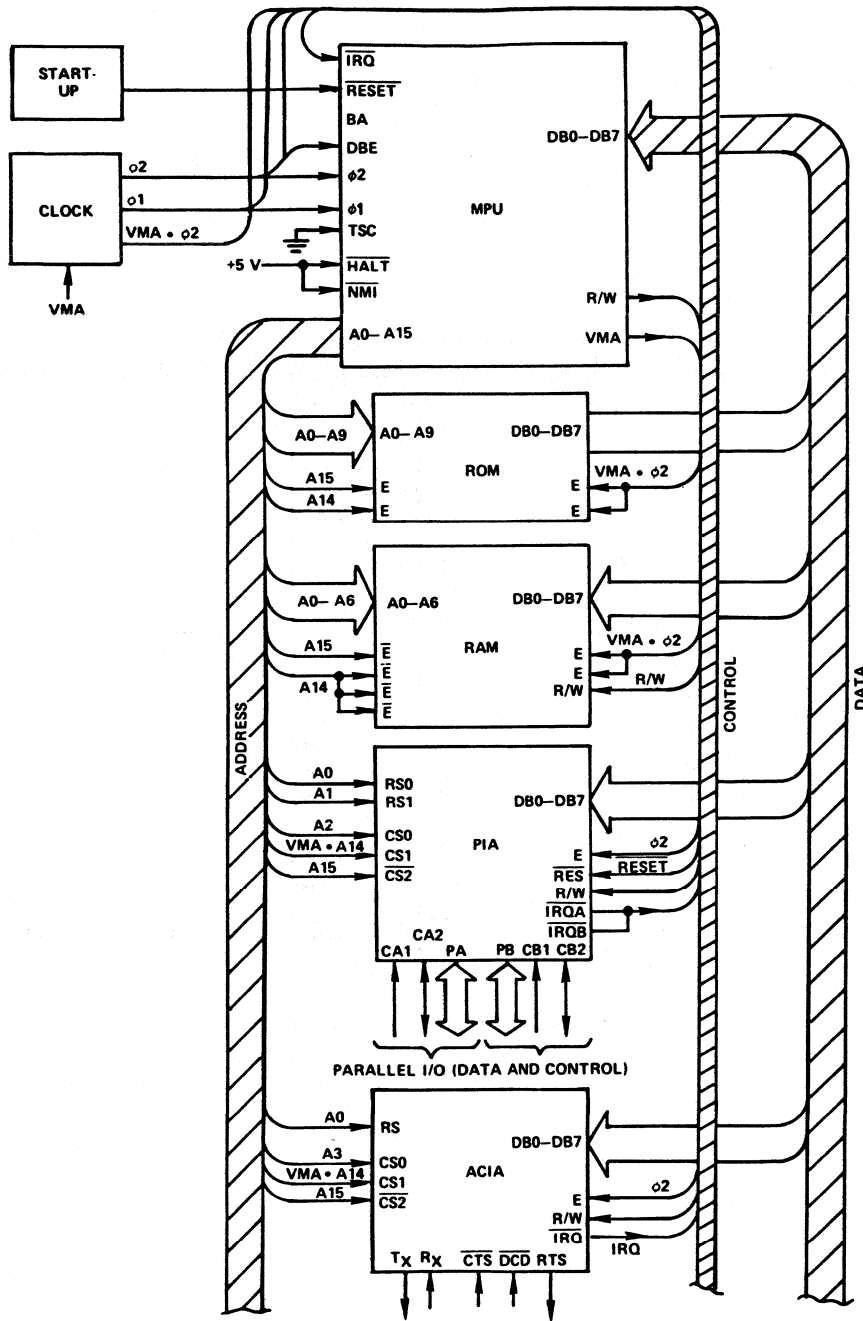 START-
UP
CLOCK
VMA
ϕ2
ϕ1
VMA • ϕ2
+5 V
IRQ
RESET
BA
DBE
ϕ2
ϕ1
TSC
HALT
NMI
A0–A15
MPU
DB0–DB7
R/W
VMA
A0–A9
A15
A14
A0–A9
E
E
ROM
DB0–DB7
E
E
VMA • ϕ2
A0–A6
A15
A14
A0–A6
E
E
E
E
RAM
DB0–DB7
E
E
R/W
VMA • ϕ2
R/W
ADDRESS
CONTROL
DATA
A0
A1
A2
VMA • A14
A15
RS0
RS1
CS0
CS1
CS2
PIA
DB0–DB7
E
RES
R/W
IRQA
IRQB
ϕ2
RESET
CA1
CA2
PA
PB
CB1
CB2
PARALLEL I/O (DATA AND CONTROL)
A0
A3
VMA • A14
A15
RS
CS0
CS1
CS2
ACIA
DB0–DB7
E
R/W
IRQ
ϕ2
IRQ
TX
RX
CTS
DCD
RTS